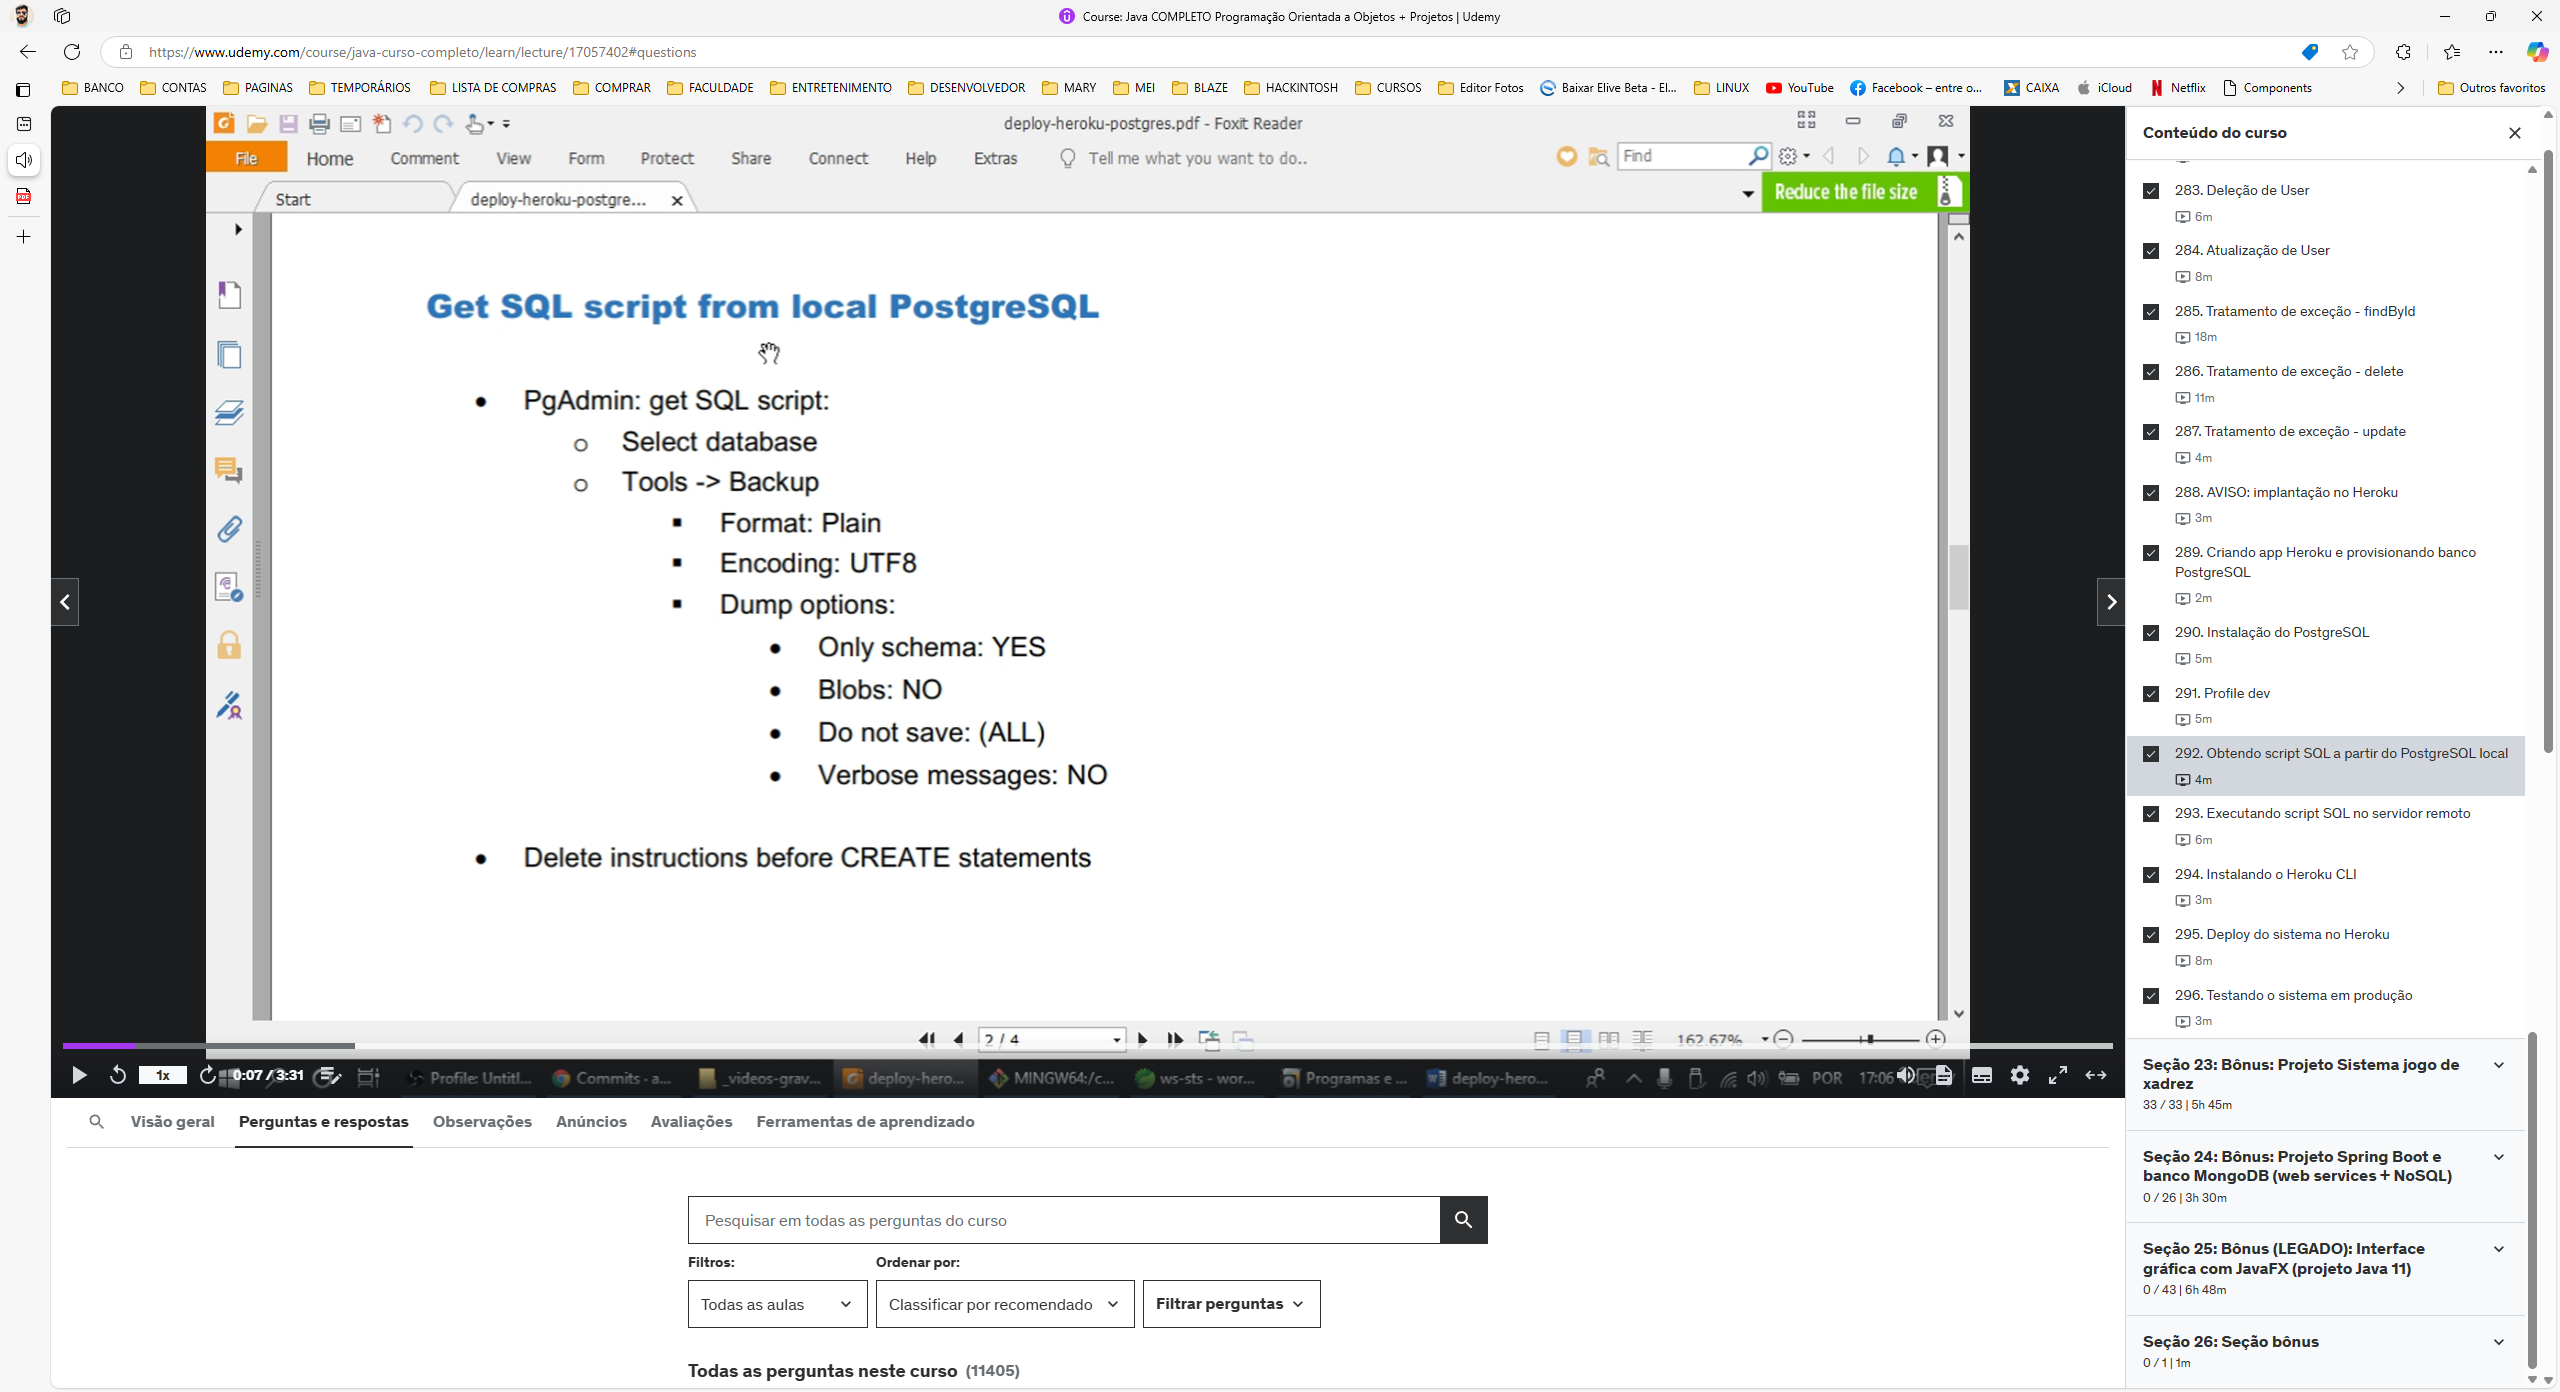 Course: Java COMPLETO Programação Orientada a Objetos + Projetos | Udemy
https://www.udemy.com/course/java-curso-completo/learn/lecture/17057402#questions
BANCO CONTAS PAGINAS TEMPORÁRIOS LISTA DE COMPRAS COMPRAR FACULDADE ENTRETENIMENTO DESENVOLVEDOR MARY MEI BLAZE HACKINTOSH CURSOS Editor Fotos Baixar Elive Beta - El... LINUX YouTube Facebook – entre o... CAIXA iCloud Netflix Components Outros favoritos
deploy-heroku-postgres.pdf - Foxit Reader
File Home Comment View Form Protect Share Connect Help Extras Tell me what you want to do.. Find
Start deploy-heroku-postgre... Reduce the file size
Get SQL script from local PostgreSQL
• PgAdmin: get SQL script:
o Select database
o Tools -> Backup
▪ Format: Plain
▪ Encoding: UTF8
▪ Dump options:
• Only schema: YES
• Blobs: NO
• Do not save: (ALL)
• Verbose messages: NO
• Delete instructions before CREATE statements
2 / 4 162.67%
1x 0:07 / 3:31 Profile: Untitl... Commits · a... _videos-grav... deploy-hero... MINGW64:/c... ws-sts - wor... Programas e ... deploy-hero... POR 17:06
Visão geral Perguntas e respostas Observações Anúncios Avaliações Ferramentas de aprendizado
Pesquisar em todas as perguntas do curso
Filtros: Ordenar por:
Todas as aulas Classificar por recomendado Filtrar perguntas
Todas as perguntas neste curso (11405)
Conteúdo do curso
283. Deleção de User
6m
284. Atualização de User
8m
285. Tratamento de exceção - findById
18m
286. Tratamento de exceção - delete
11m
287. Tratamento de exceção - update
4m
288. AVISO: implantação no Heroku
3m
289. Criando app Heroku e provisionando banco
PostgreSQL
2m
290. Instalação do PostgreSQL
5m
291. Profile dev
5m
292. Obtendo script SQL a partir do PostgreSQL local
4m
293. Executando script SQL no servidor remoto
6m
294. Instalando o Heroku CLI
3m
295. Deploy do sistema no Heroku
8m
296. Testando o sistema em produção
3m
Seção 23: Bônus: Projeto Sistema jogo de
xadrez
33 / 33 | 5h 45m
Seção 24: Bônus: Projeto Spring Boot e
banco MongoDB (web services + NoSQL)
0 / 26 | 3h 30m
Seção 25: Bônus (LEGADO): Interface
gráfica com JavaFX (projeto Java 11)
0 / 43 | 6h 48m
Seção 26: Seção bônus
0 / 1 | 1m